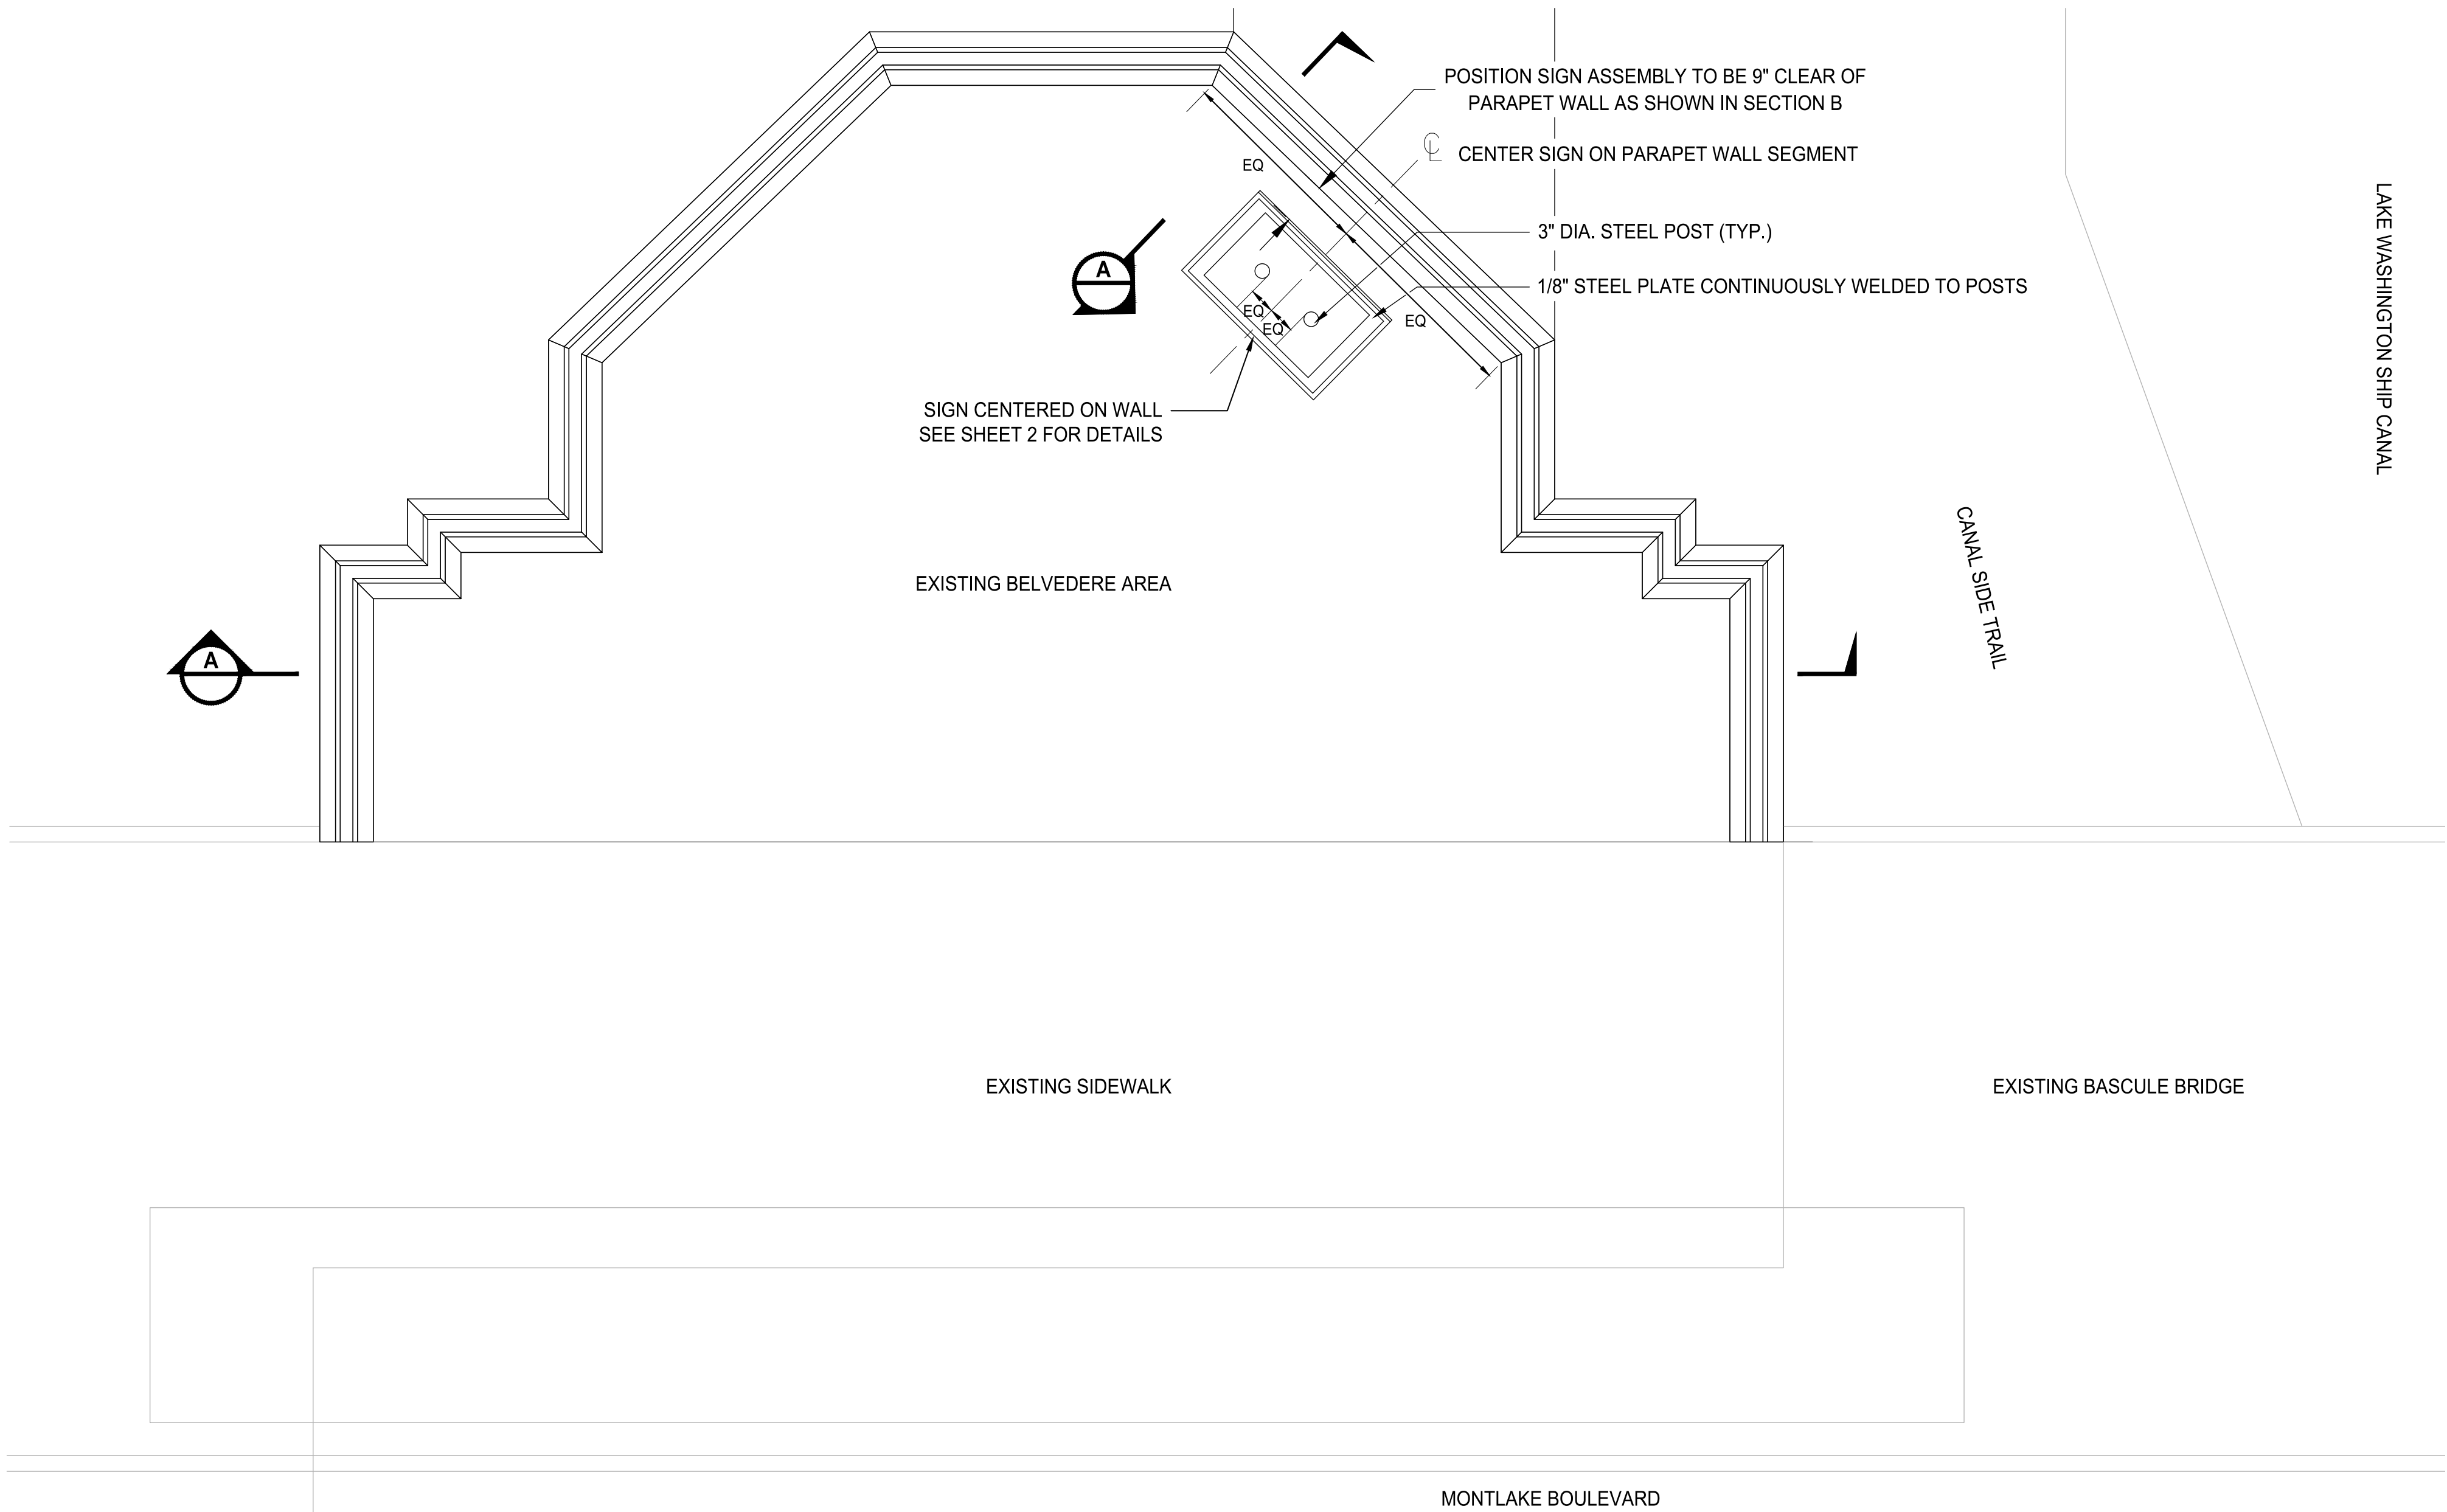 POSITION SIGN ASSEMBLY TO BE 9" CLEAR OF
PARAPET WALL AS SHOWN IN SECTION B
CL
CENTER SIGN ON PARAPET WALL SEGMENT
EQ
3" DIA. STEEL POST (TYP.)
A
1/8" STEEL PLATE CONTINUOUSLY WELDED TO POSTS
EQ
EQ
EQ
SIGN CENTERED ON WALL
SEE SHEET 2 FOR DETAILS
LAKE WASHINGTON SHIP CANAL
CANAL SIDE TRAIL
EXISTING BELVEDERE AREA
A
EXISTING SIDEWALK
EXISTING BASCULE BRIDGE
MONTLAKE BOULEVARD